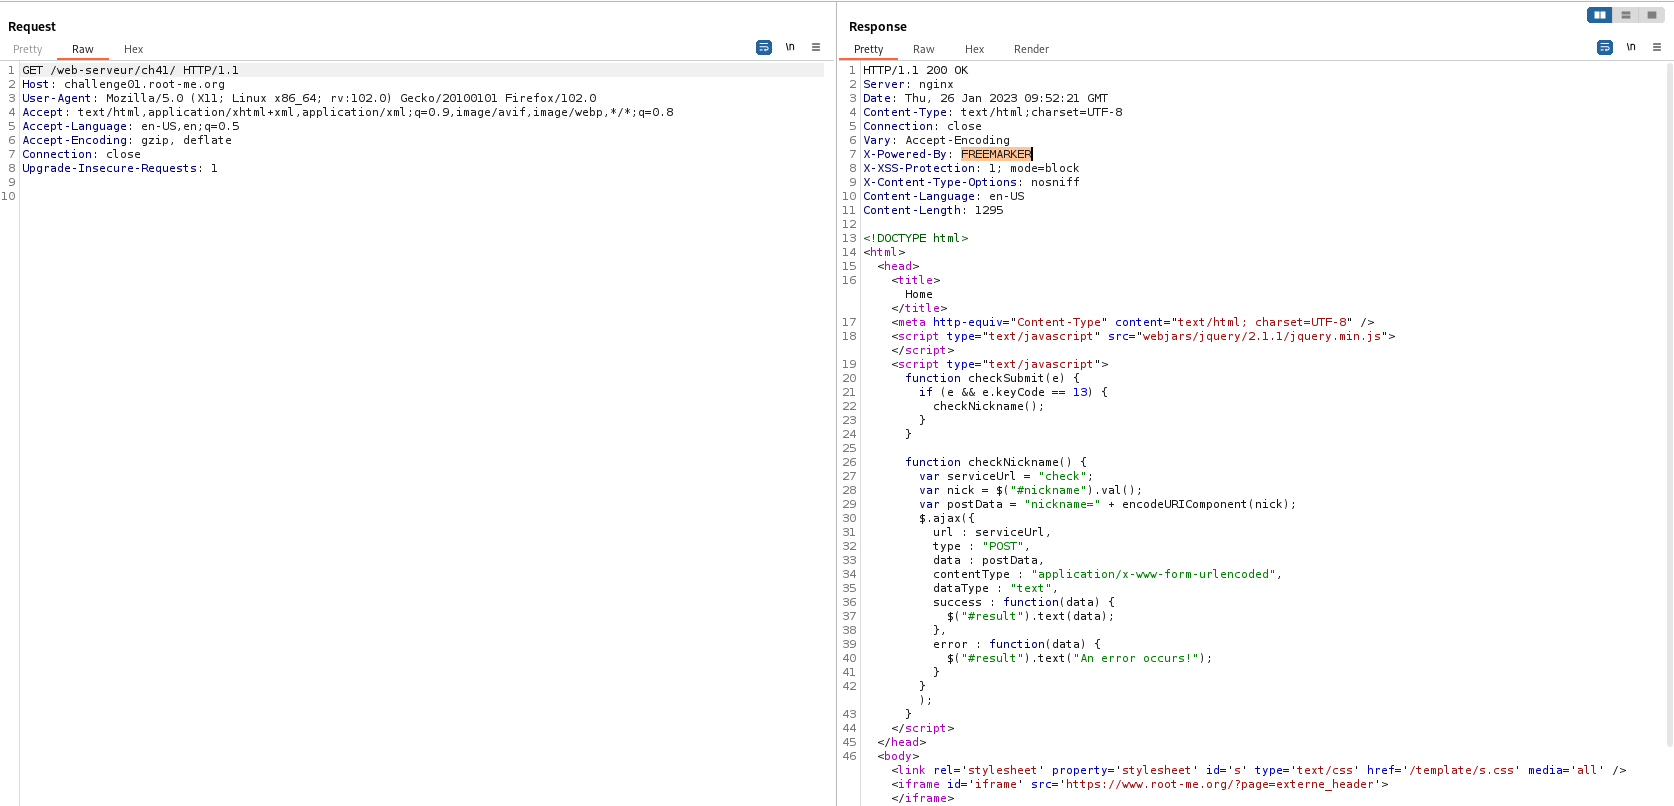 Request
Pretty Raw Hex
\n
1 GET /web-serveur/ch41/ HTTP/1.1
2 Host: challenge01.root-me.org
3 User-Agent: Mozilla/5.0 (X11; Linux x86_64; rv:102.0) Gecko/20100101 Firefox/102.0
4 Accept: text/html,application/xhtml+xml,application/xml;q=0.9,image/avif,image/webp,*/*;q=0.8
5 Accept-Language: en-US,en;q=0.5
6 Accept-Encoding: gzip, deflate
7 Connection: close
8 Upgrade-Insecure-Requests: 1
9
10
Response
Pretty Raw Hex Render
\n
1 HTTP/1.1 200 OK
2 Server: nginx
3 Date: Thu, 26 Jan 2023 09:52:21 GMT
4 Content-Type: text/html;charset=UTF-8
5 Connection: close
6 Vary: Accept-Encoding
7 X-Powered-By: FREEMARKER
8 X-XSS-Protection: 1; mode=block
9 X-Content-Type-Options: nosniff
10 Content-Language: en-US
11 Content-Length: 1295
12
13 <!DOCTYPE html>
14 <html>
15 <head>
16 <title>
Home
</title>
17 <meta http-equiv="Content-Type" content="text/html; charset=UTF-8" />
18 <script type="text/javascript" src="webjars/jquery/2.1.1/jquery.min.js">
</script>
19 <script type="text/javascript">
20 function checkSubmit(e) {
21 if (e && e.keyCode == 13) {
22 checkNickname();
23 }
24 }
25
26 function checkNickname() {
27 var serviceUrl = "check";
28 var nick = $("#nickname").val();
29 var postData = "nickname=" + encodeURIComponent(nick);
30 $.ajax({
31 url : serviceUrl,
32 type : "POST",
33 data : postData,
34 contentType : "application/x-www-form-urlencoded",
35 dataType : "text",
36 success : function(data) {
37 $("#result").text(data);
38 },
39 error : function(data) {
40 $("#result").text("An error occurs!");
41 }
42 }
);
43 }
44 </script>
45 </head>
46 <body>
<link rel='stylesheet' property='stylesheet' id='s' type='text/css' href='/template/s.css' media='all' />
<iframe id='iframe' src='https://www.root-me.org/?page=externe_header'>
</iframe>